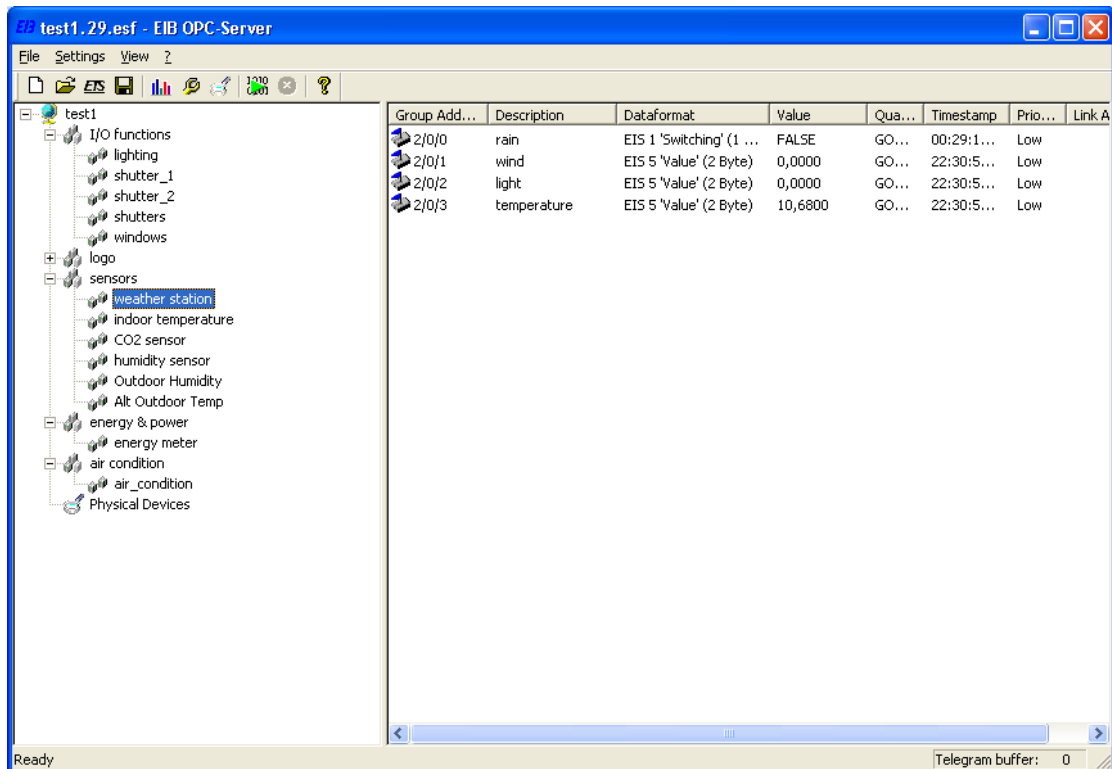 EIB test1.29.esf - EIB OPC-Server
File Settings View ?
ETS 1010
test1
I/O functions
lighting
shutter_1
shutter_2
shutters
windows
logo
sensors
weather station
indoor temperature
CO2 sensor
humidity sensor
Outdoor Humidity
Alt Outdoor Temp
energy & power
energy meter
air condition
air_condition
Physical Devices
Group Add... Description Dataformat Value Qua... Timestamp Prio... Link A
2/0/0 rain EIS 1 'Switching' (1 ... FALSE GO... 00:29:1... Low
2/0/1 wind EIS 5 'Value' (2 Byte) 0,0000 GO... 22:30:5... Low
2/0/2 light EIS 5 'Value' (2 Byte) 0,0000 GO... 22:30:5... Low
2/0/3 temperature EIS 5 'Value' (2 Byte) 10,6800 GO... 22:30:5... Low
Ready Telegram buffer: 0